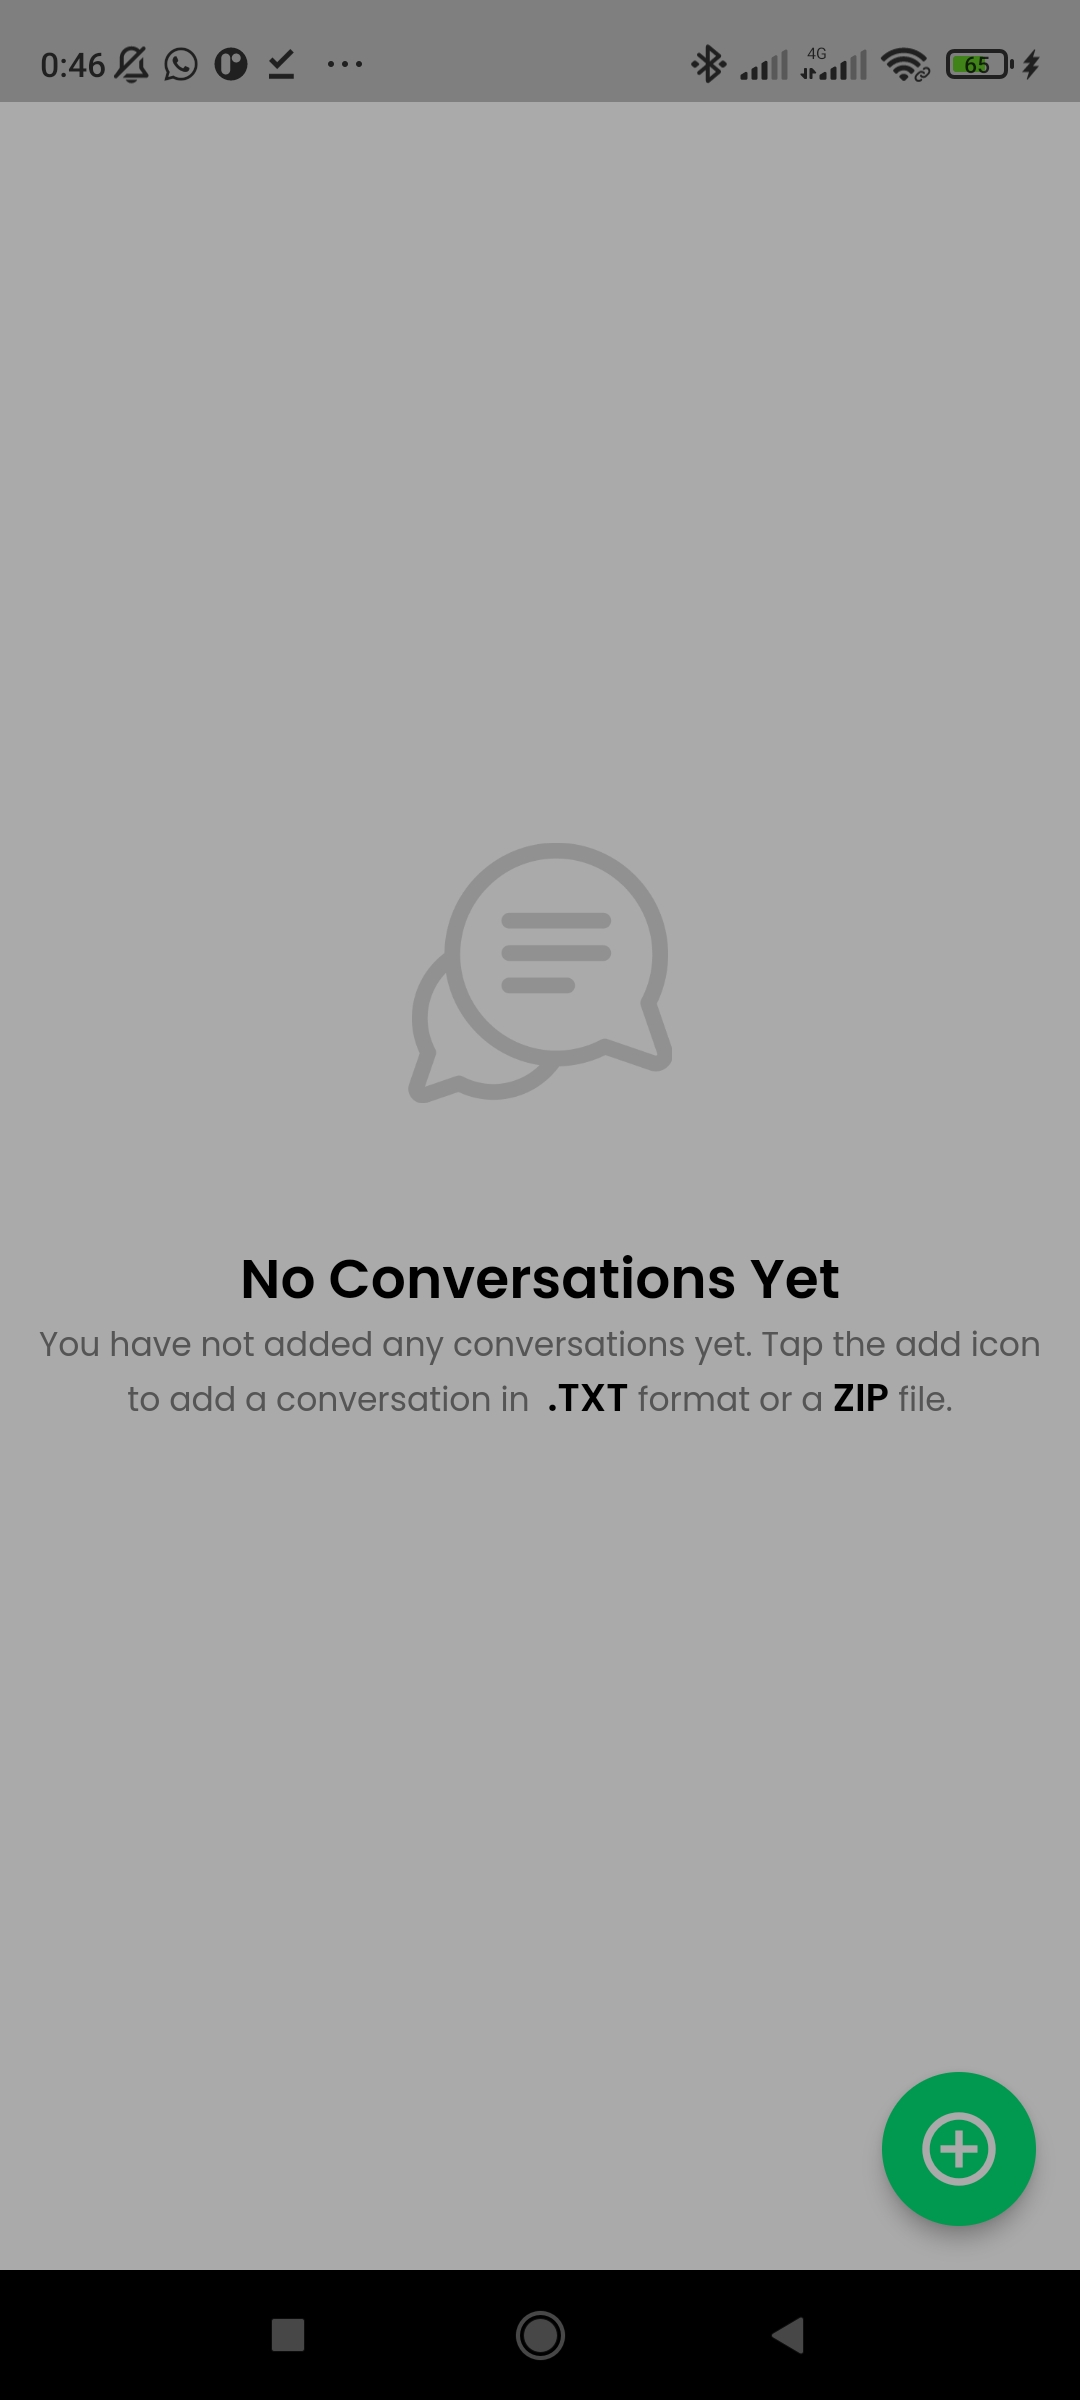 0:46
4G
65
No Conversations Yet
You have not added any conversations yet. Tap the add icon
to add a conversation in .TXT format or a ZIP file.